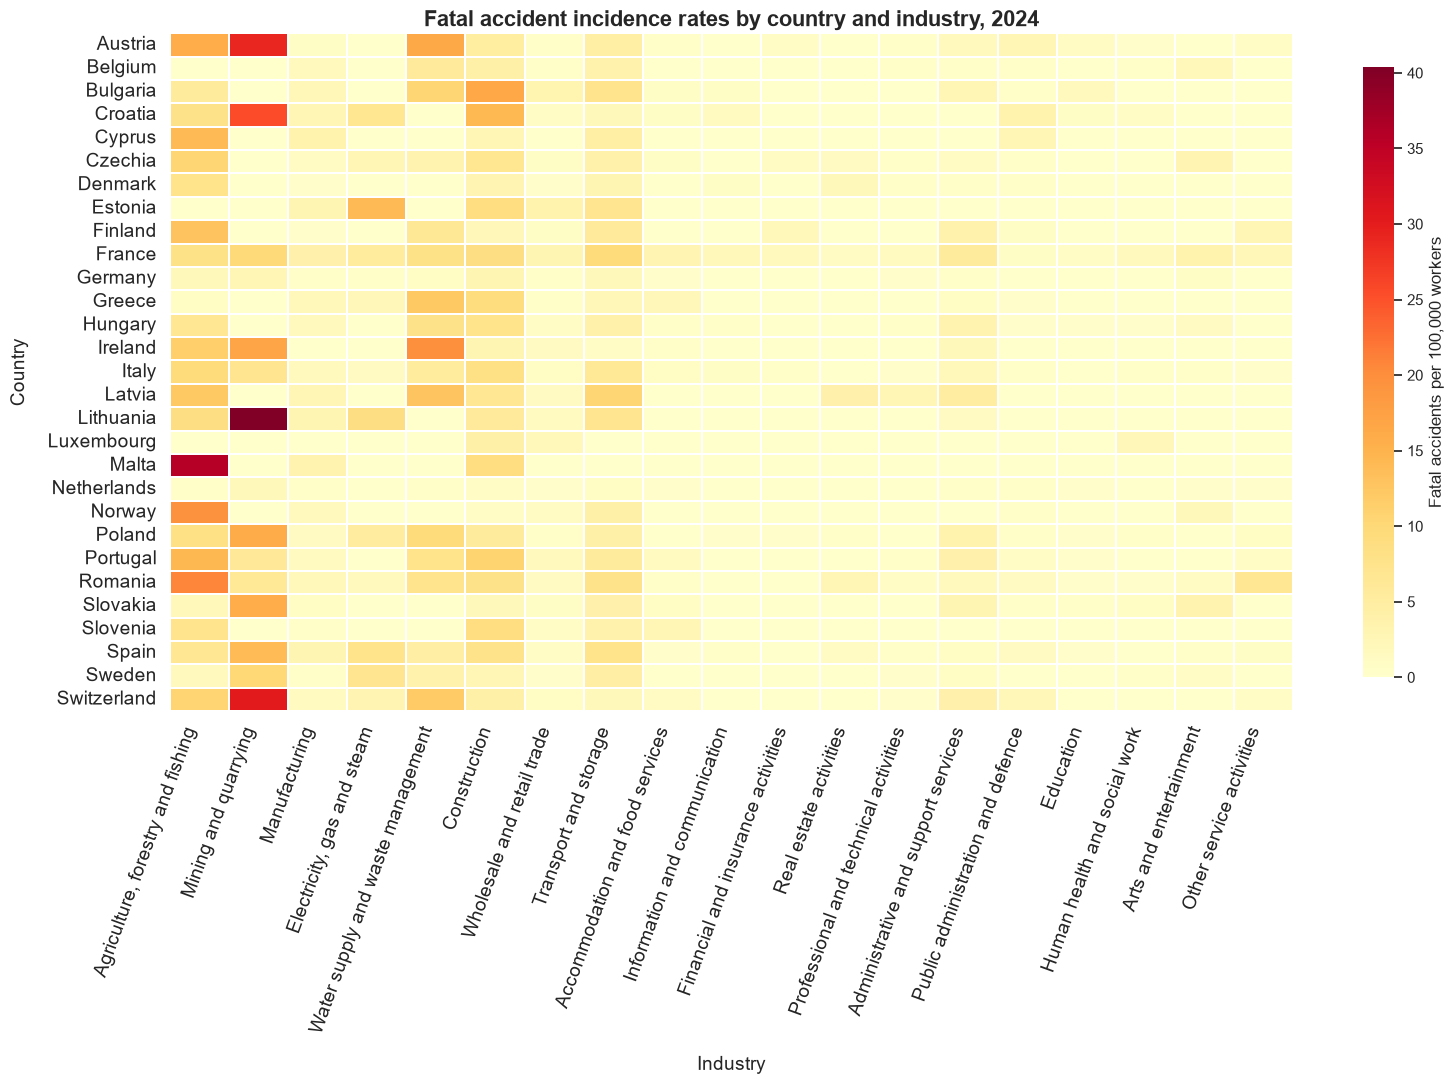 Fatal accident incidence rates by country and industry, 2024
Country
Austria
Belgium
Bulgaria
Croatia
Cyprus
Czechia
Denmark
Estonia
Finland
France
Germany
Greece
Hungary
Ireland
Italy
Latvia
Lithuania
Luxembourg
Malta
Netherlands
Norway
Poland
Portugal
Romania
Slovakia
Slovenia
Spain
Sweden
Switzerland
Agriculture, forestry and fishing
Mining and quarrying
Manufacturing
Electricity, gas and steam
Water supply and waste management
Construction
Wholesale and retail trade
Transport and storage
Accommodation and food services
Information and communication
Financial and insurance activities
Real estate activities
Professional and technical activities
Administrative and support services
Public administration and defence
Education
Human health and social work
Arts and entertainment
Other service activities
Industry
40
35
30
25
20
15
10
5
0
Fatal accidents per 100,000 workers